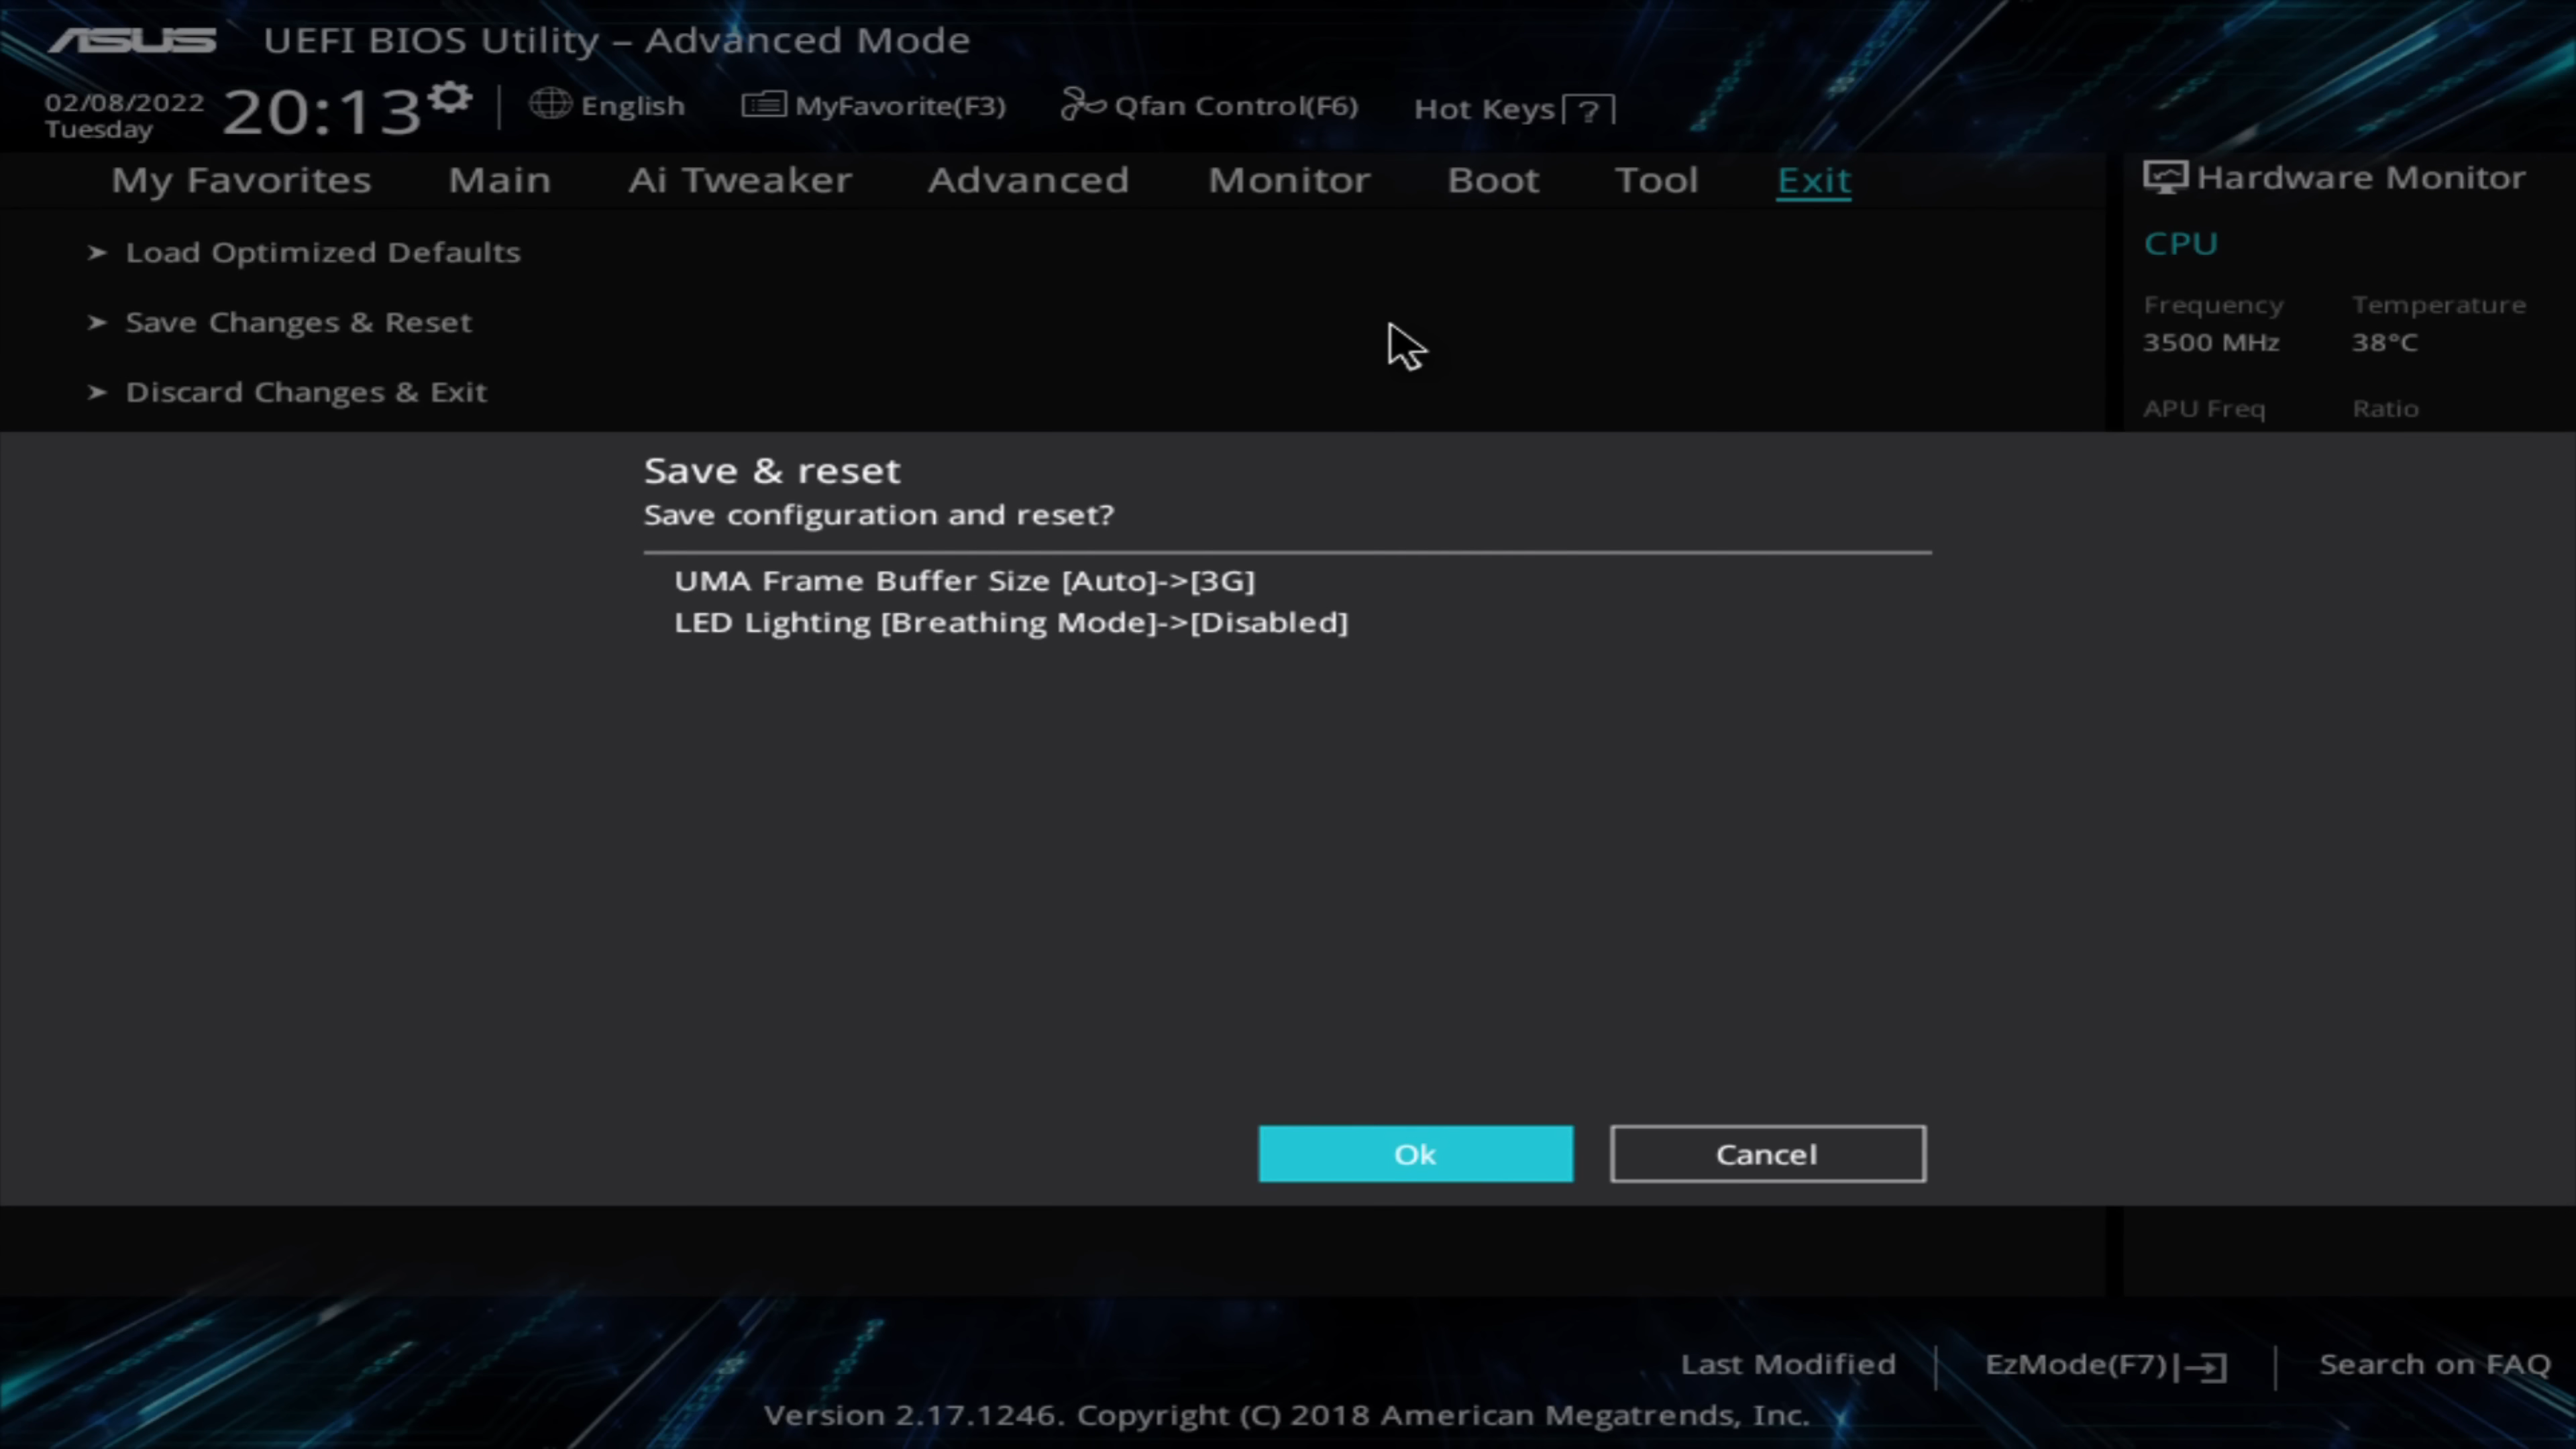 ASUS UEFI BIOS Utility – Advanced Mode
02/08/2022
Tuesday
20:13
English
MyFavorite(F3)
Qfan Control(F6)
Hot Keys ?
My Favorites Main Ai Tweaker Advanced Monitor Boot Tool Exit
Hardware Monitor
Load Optimized Defaults
Save Changes & Reset
Discard Changes & Exit
CPU
Frequency Temperature
3500 MHz 38°C
APU Freq Ratio
Save & reset
Save configuration and reset?
UMA Frame Buffer Size [Auto]->[3G]
LED Lighting [Breathing Mode]->[Disabled]
Ok Cancel
Last Modified EzMode(F7) Search on FAQ
Version 2.17.1246. Copyright (C) 2018 American Megatrends, Inc.